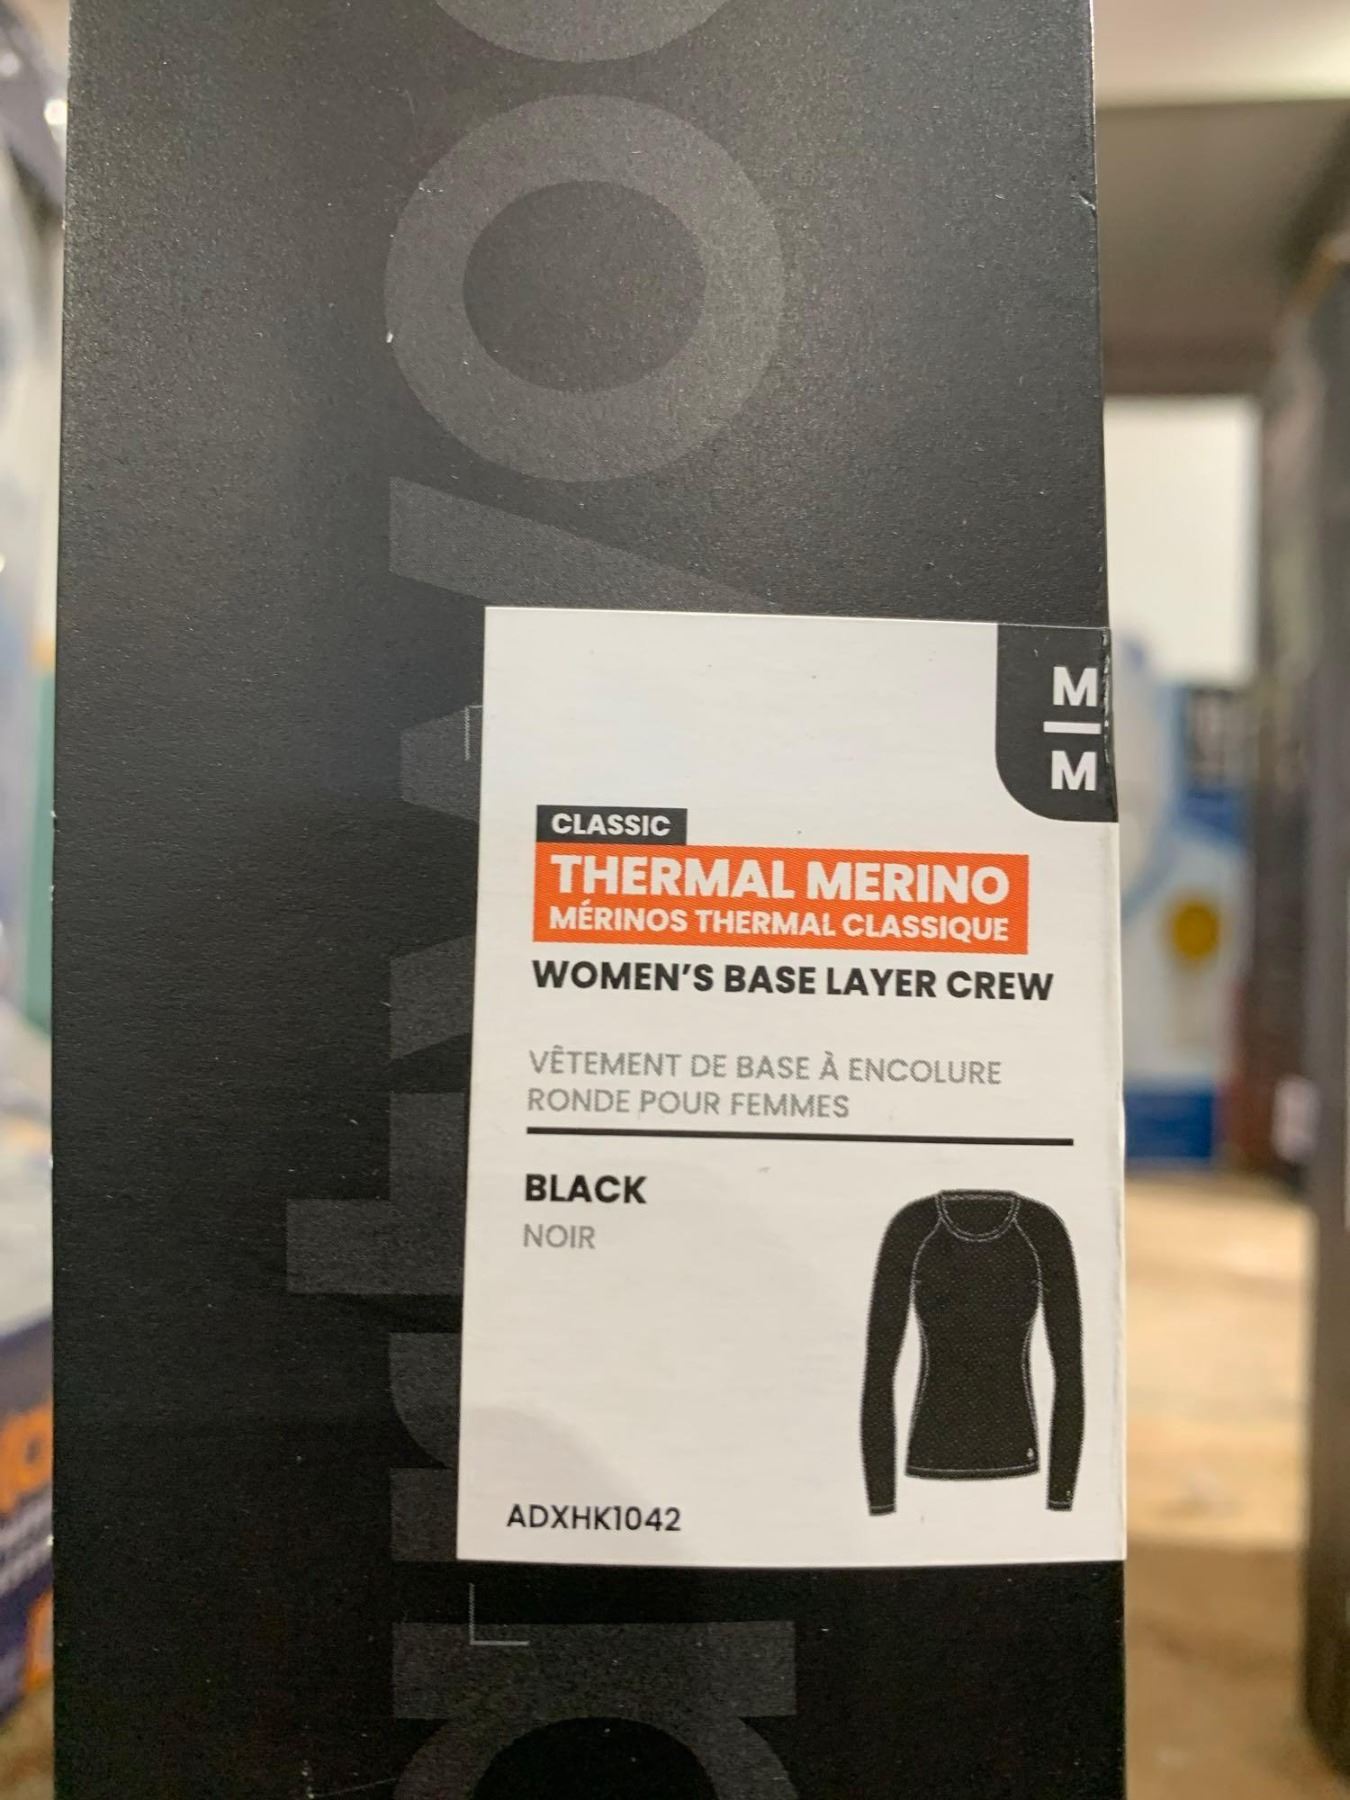 M
M
CLASSIC
THERMAL MERINO
MÉRINOS THERMAL CLASSIQUE
WOMEN'S BASE LAYER CREW
VÊTEMENT DE BASE À ENCOLURE
RONDE POUR FEMMES
BLACK
NOIR
ADXHK1042